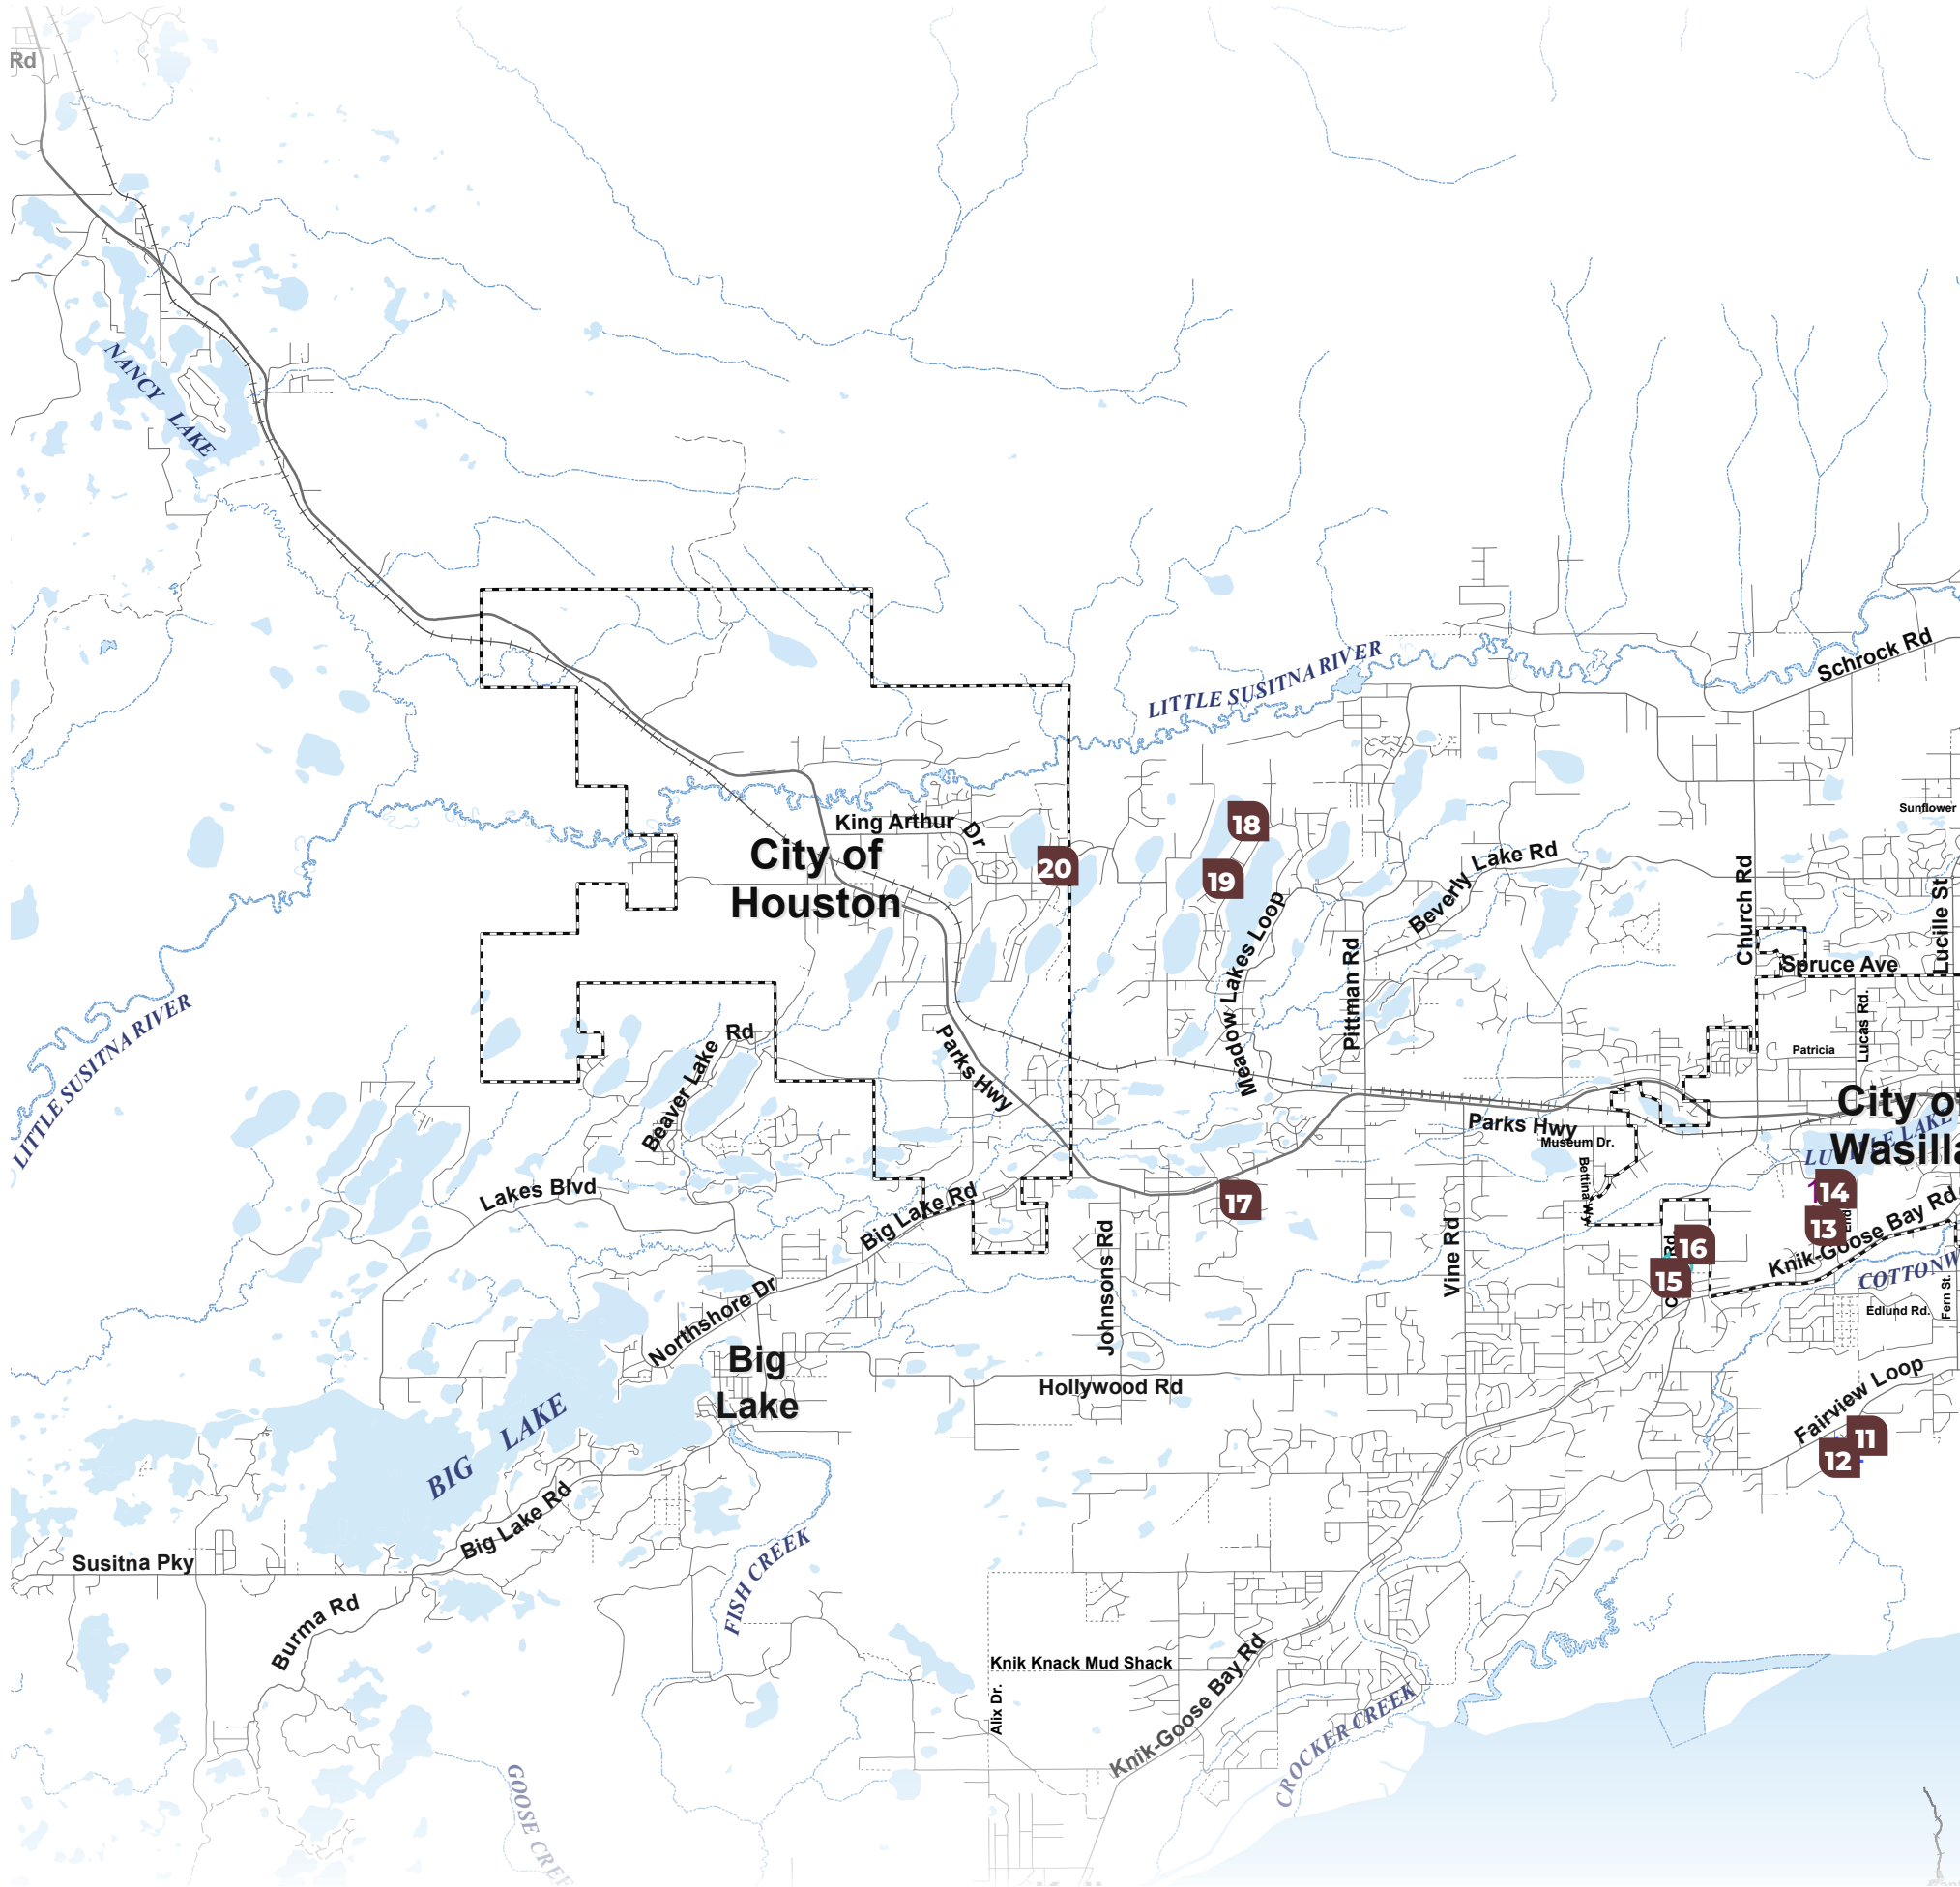 Rd
NANCY LAKE
LITTLE SUSITNA RIVER
Schrock Rd
Sunflower
King Arthur Dr
City of
Houston
18
19
20
Beverly Lake Rd
Church Rd
Lucille St
Spruce Ave
Meadow Lakes Loop
Pittman Rd
Lucas Rd.
Patricia
LITTLE SUSITNA RIVER
Beaver Lake Rd
Parks Hwy
Parks Hwy
Museum Dr.
Bettina Wy
City of
Wasilla
LAKE
Lakes Blvd
Big Lake Rd
17
14
13
16
15
Rd
Knik-Goose Bay Rd
COTTONW
Edlund Rd.
Fern St.
Johnsons Rd
Vine Rd
Northshore Dr
Big
Lake
Hollywood Rd
Fairview Loop
11
12
BIG LAKE
Big Lake Rd
Susitna Pky
Burma Rd
FISH CREEK
Knik Knack Mud Shack
Alix Dr.
Knik-Goose Bay Rd
CROCKER CREEK
GOOSE CREE